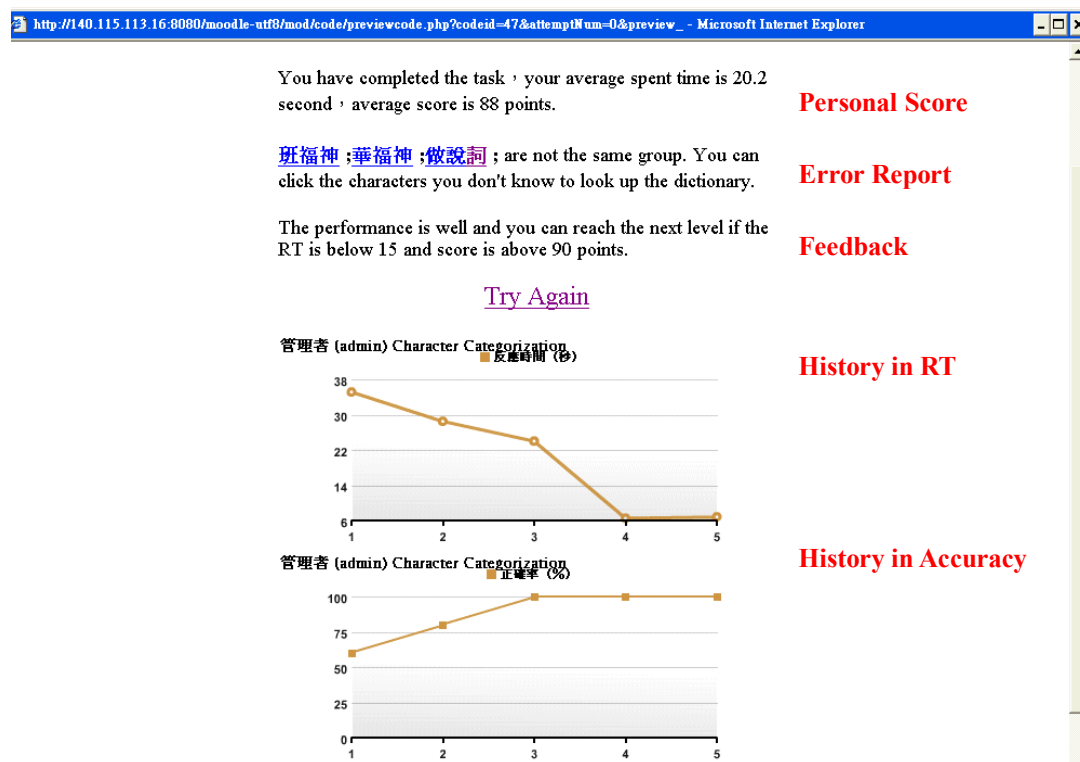 http://140.115.113.16:8080/moodle-utf8/mod/code/previewcode.php?codeid=47&attemptNum=0&preview_ - Microsoft Internet Explorer
You have completed the task，your average spent time is 20.2
second，average score is 88 points.
Personal Score
班福神 ;華福神 ;做說詞 ; are not the same group. You can
click the characters you don't know to look up the dictionary.
Error Report
The performance is well and you can reach the next level if the
RT is below 15 and score is above 90 points.
Feedback
Try Again
管理者 (admin) Character Categorization
反應時間（秒）
History in RT
38
30
22
14
6
1 2 3 4 5
管理者 (admin) Character Categorization
正確率（%）
History in Accuracy
100
75
50
25
0
1 2 3 4 5